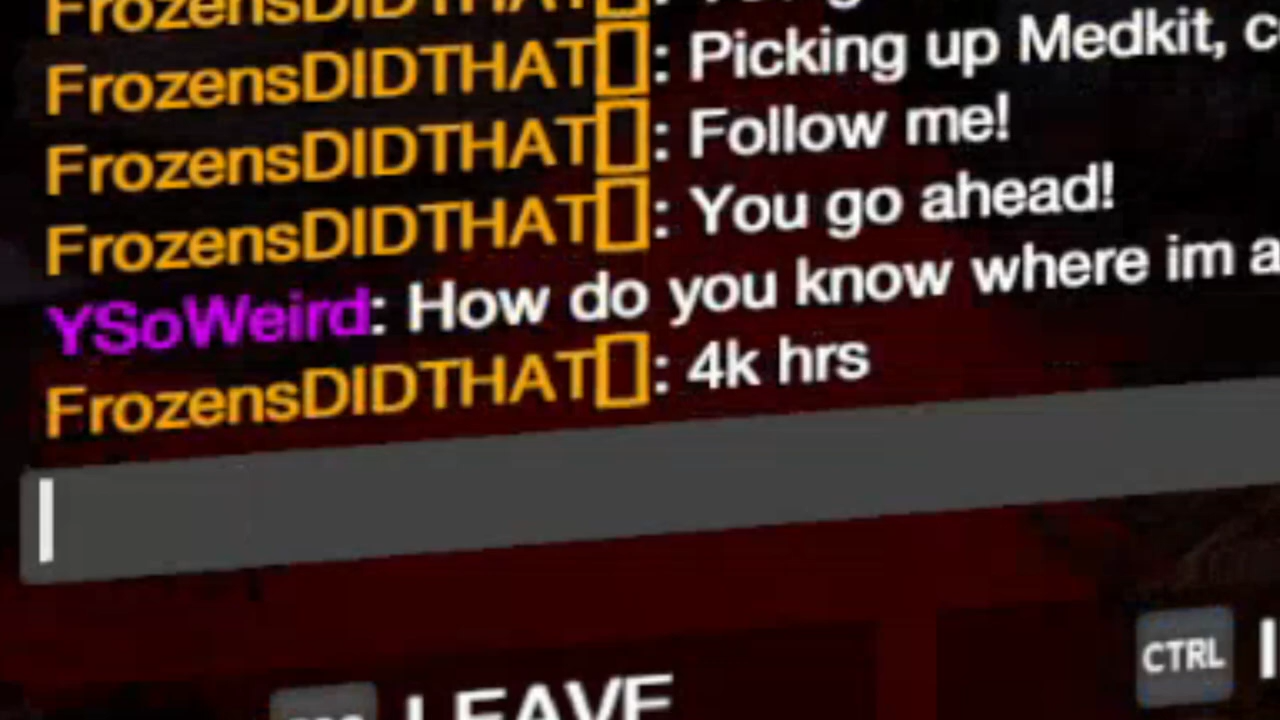 FrozensDIDTHAT▯:
FrozensDIDTHAT▯: Picking up Medkit,
FrozensDIDTHAT▯: Follow me!
FrozensDIDTHAT▯: You go ahead!
YSoWeird: How do you know where im
FrozensDIDTHAT▯: 4k hrs
LEAVE
CTRL